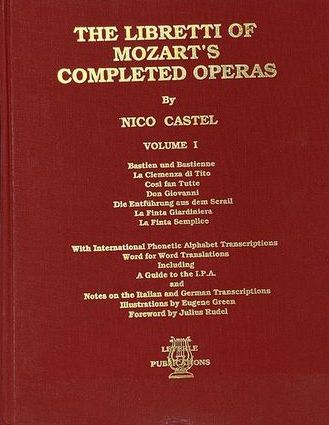 THE LIBRETTI OF
MOZART'S
COMPLETED OPERAS
By
NICO CASTEL
VOLUME I
Bastien und Bastienne
La Clemenza di Tito
Cosi fan Tutte
Don Giovanni
Die Entführung aus dem Serail
La Finta Giardiniera
La Finta Semplice
With International Phonetic Alphabet Transcriptions
Word for Word Translations
Including
A Guide to the I.P.A.
and
Notes on the Italian and German Transcriptions
Illustrations by Eugene Green
Foreword by Julius Rudel
LEYERLE
PUBLICATIONS